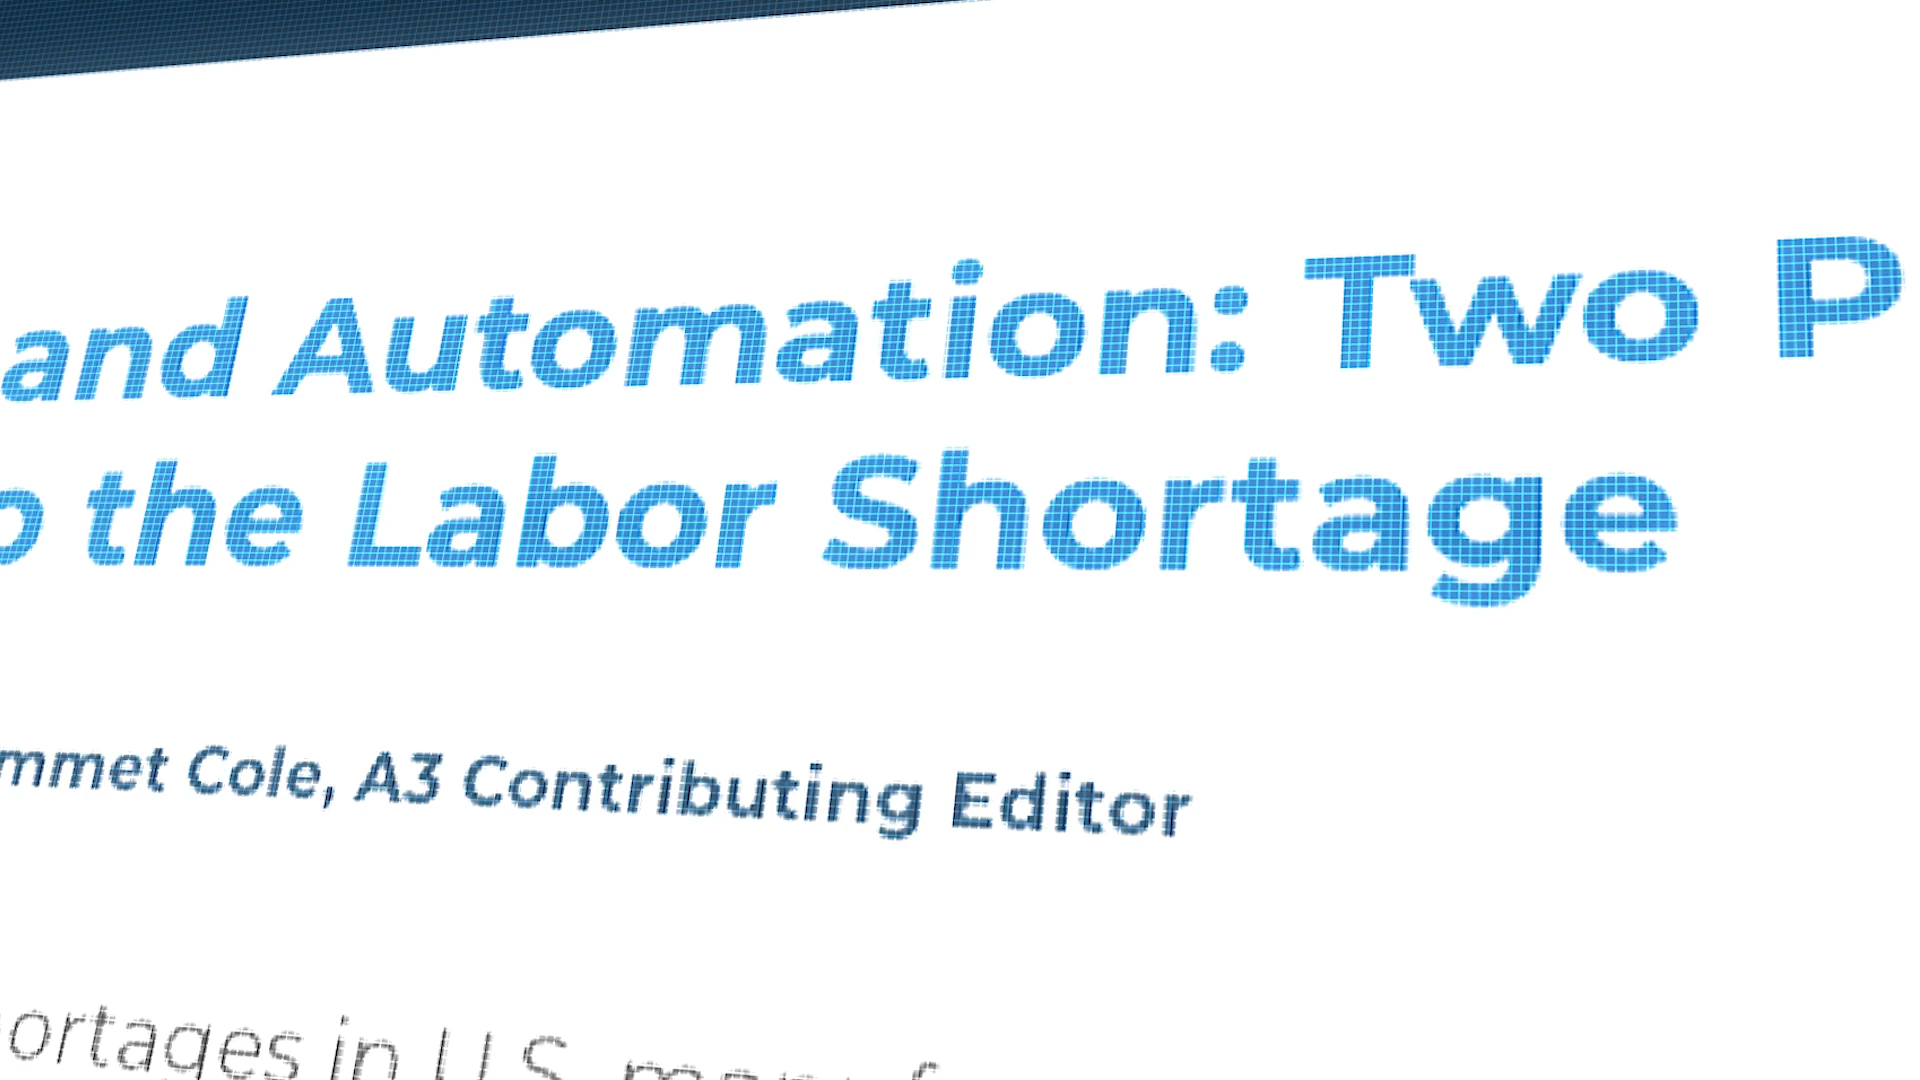 and Automation: Two P
o the Labor Shortage
mmet Cole, A3 Contributing Editor
ortages in U.S.